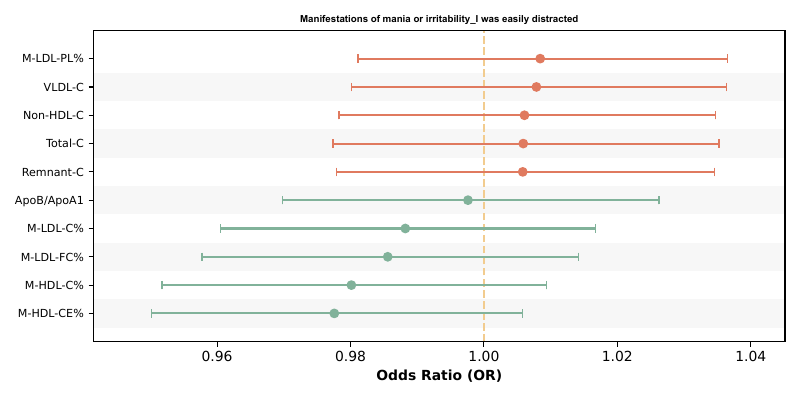 Manifestations of mania or irritability_I was easily distracted
M-LDL-PL%
VLDL-C
Non-HDL-C
Total-C
Remnant-C
ApoB/ApoA1
M-LDL-C%
M-LDL-FC%
M-HDL-C%
M-HDL-CE%
0.96 0.98 1.00 1.02 1.04
Odds Ratio (OR)